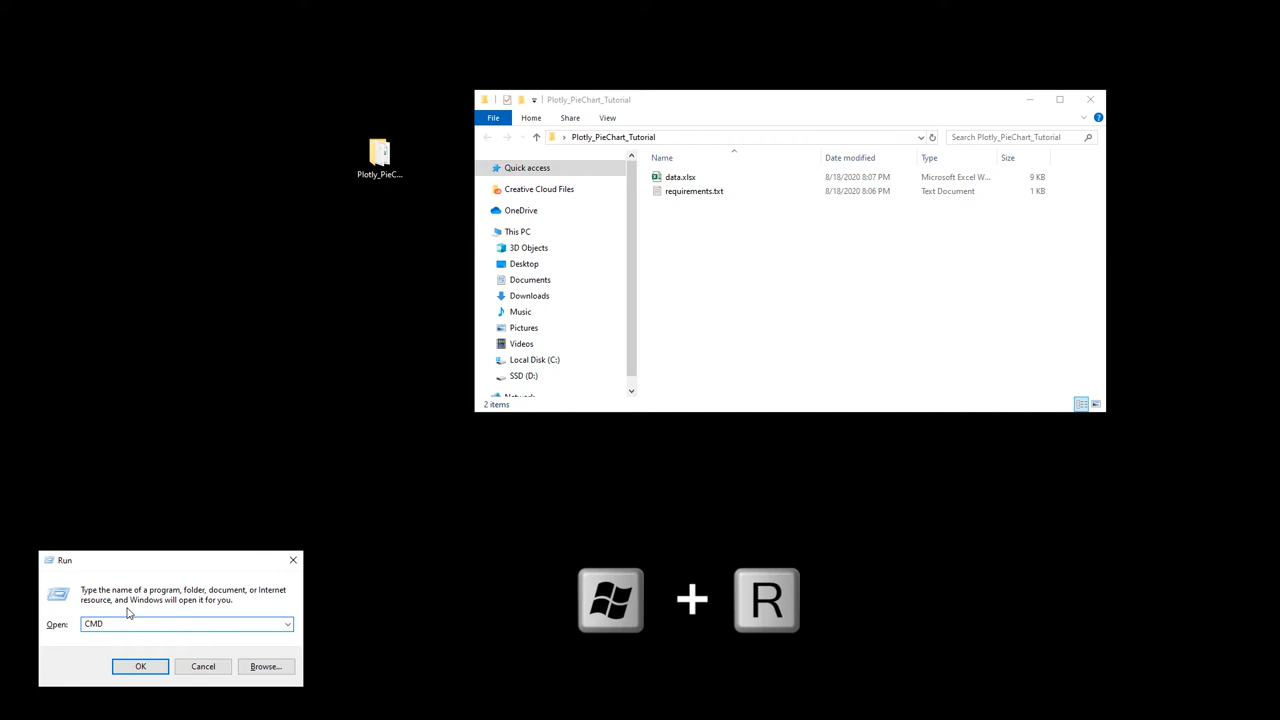 Plotly_PieC...
Plotly_PieChart_Tutorial
File Home Share View
Plotly_PieChart_Tutorial
Search Plotly_PieChart_Tutorial
Name Date modified Type Size
data.xlsx 8/18/2020 8:07 PM Microsoft Excel W... 9 KB
requirements.txt 8/18/2020 8:06 PM Text Document 1 KB
Quick access
Creative Cloud Files
OneDrive
This PC
3D Objects
Desktop
Documents
Downloads
Music
Pictures
Videos
Local Disk (C:)
SSD (D:)
Network
2 items
Run
Type the name of a program, folder, document, or Internet
resource, and Windows will open it for you.
Open: CMD
OK Cancel Browse...
+ R